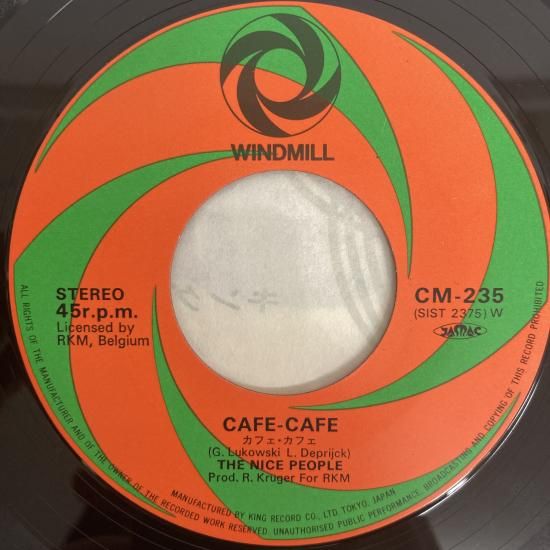 WINDMILL
STEREO
45r.p.m.
Licensed by
RKM, Belgium
CM-235
(SIST 2375) W
JASRAC
キング
CAFE-CAFE
カフェ・カフェ
(G. Lukowski L. Deprijck)
THE NICE PEOPLE
Prod. R. Kruger For RKM
MANUFACTURED BY KING RECORD CO., LTD. TOKYO, JAPAN
ALL RIGHTS OF THE MANUFACTURER AND OF THE OWNER OF THE RECORDED WORK RESERVED. UNAUTHORISED PUBLIC PERFORMANCE, BROADCASTING AND COPYING OF THIS RECORD PROHIBITED